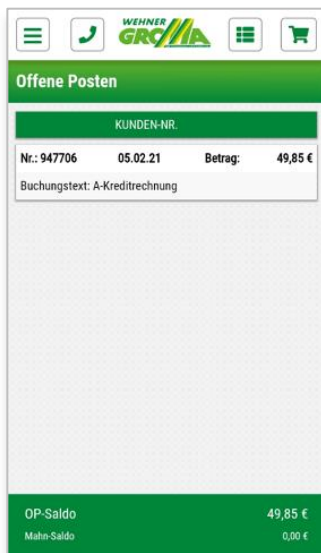 WEHNER
GROMA
Offene Posten
KUNDEN-NR.
Nr.: 947706 05.02.21 Betrag: 49,85 €
Buchungstext: A-Kreditrechnung
OP-Saldo 49,85 €
Mahn-Saldo 0,00 €